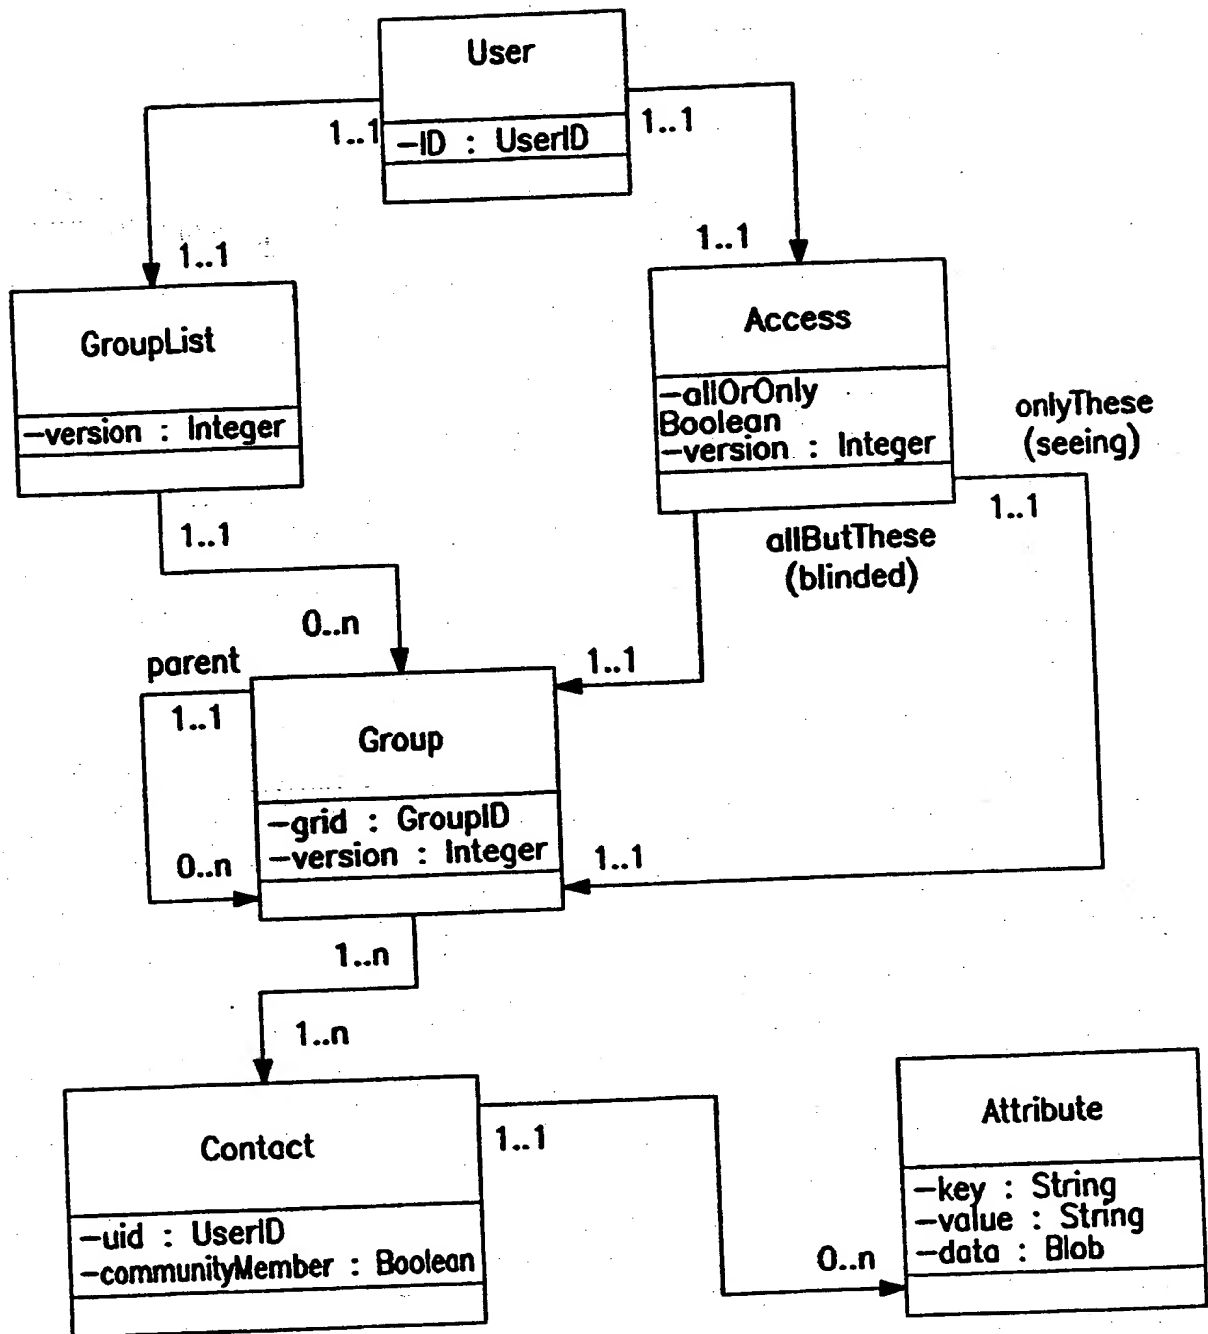 User
1..1
−ID : UserID
1..1
1..1
1..1
GroupList
−version : Integer
Access
−allOrOnly
Boolean
−version : Integer
onlyThese
(seeing)
1..1
1..1
allButThese
(blinded)
0..n
1..1
parent
1..1
Group
−grid : GroupID
−version : Integer
0..n
1..1
1..n
1..n
Contact
−uid : UserID
−communityMember : Boolean
1..1
0..n
Attribute
−key : String
−value : String
−data : Blob